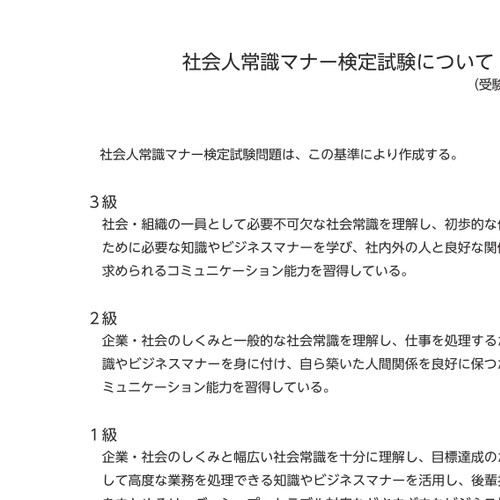 社会人常識マナー検定試験について
（受験
社会人常識マナー検定試験問題は、この基準により作成する。
３級
社会・組織の一員として必要不可欠な社会常識を理解し、初歩的な
ために必要な知識やビジネスマナーを学び、社内外の人と良好な関
求められるコミュニケーション能力を習得している。
２級
企業・社会のしくみと一般的な社会常識を理解し、仕事を処理する
識やビジネスマナーを身に付け、自ら築いた人間関係を良好に保つ
ミュニケーション能力を習得している。
１級
企業・社会のしくみと幅広い社会常識を十分に理解し、目標達成の
して高度な業務を処理できる知識やビジネスマナーを活用し、後輩